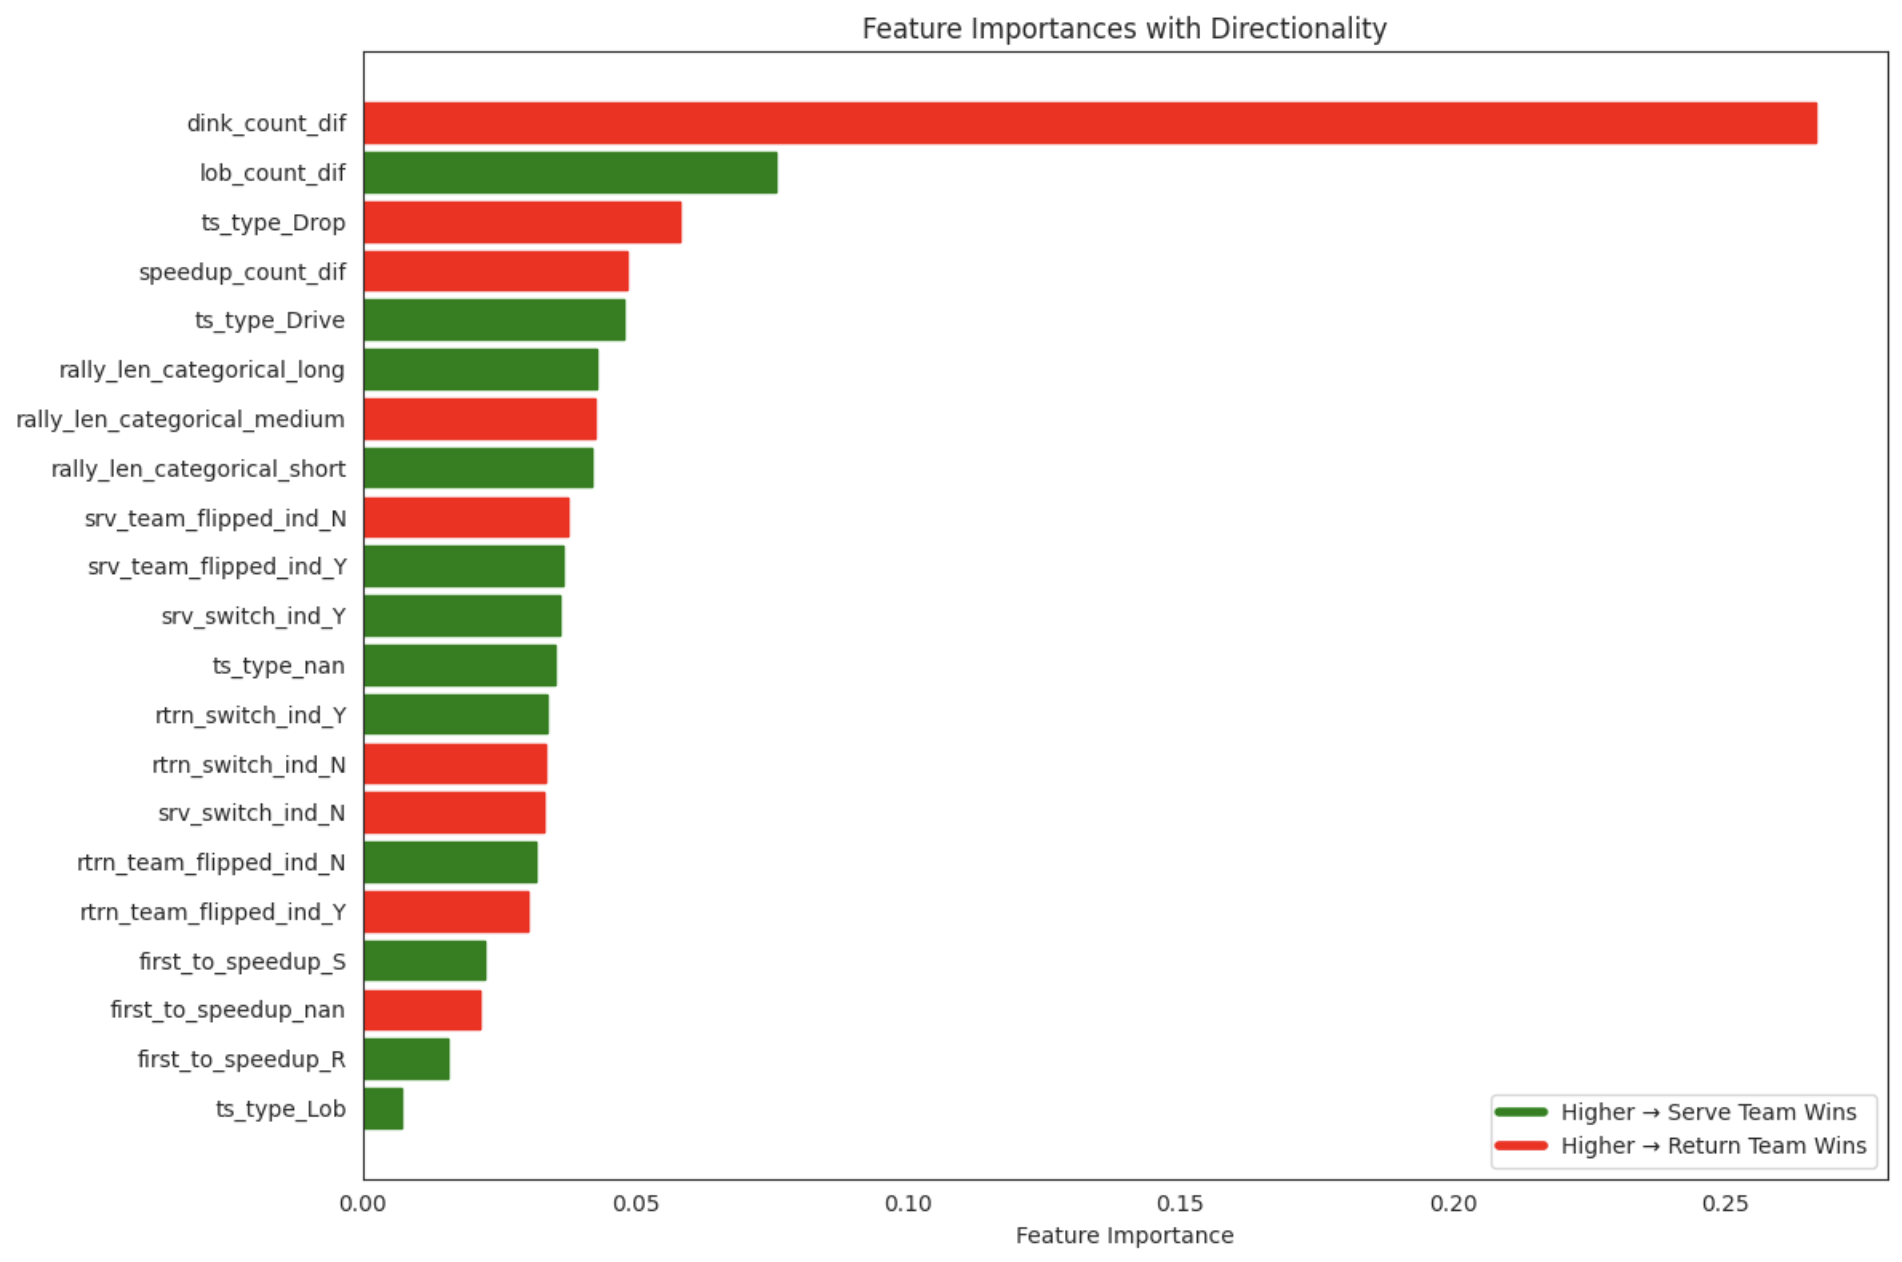 Feature Importances with Directionality
dink_count_dif
lob_count_dif
ts_type_Drop
speedup_count_dif
ts_type_Drive
rally_len_categorical_long
rally_len_categorical_medium
rally_len_categorical_short
srv_team_flipped_ind_N
srv_team_flipped_ind_Y
srv_switch_ind_Y
ts_type_nan
rtrn_switch_ind_Y
rtrn_switch_ind_N
srv_switch_ind_N
rtrn_team_flipped_ind_N
rtrn_team_flipped_ind_Y
first_to_speedup_S
first_to_speedup_nan
first_to_speedup_R
ts_type_Lob
Higher → Serve Team Wins
Higher → Return Team Wins
0.00 0.05 0.10 0.15 0.20 0.25
Feature Importance